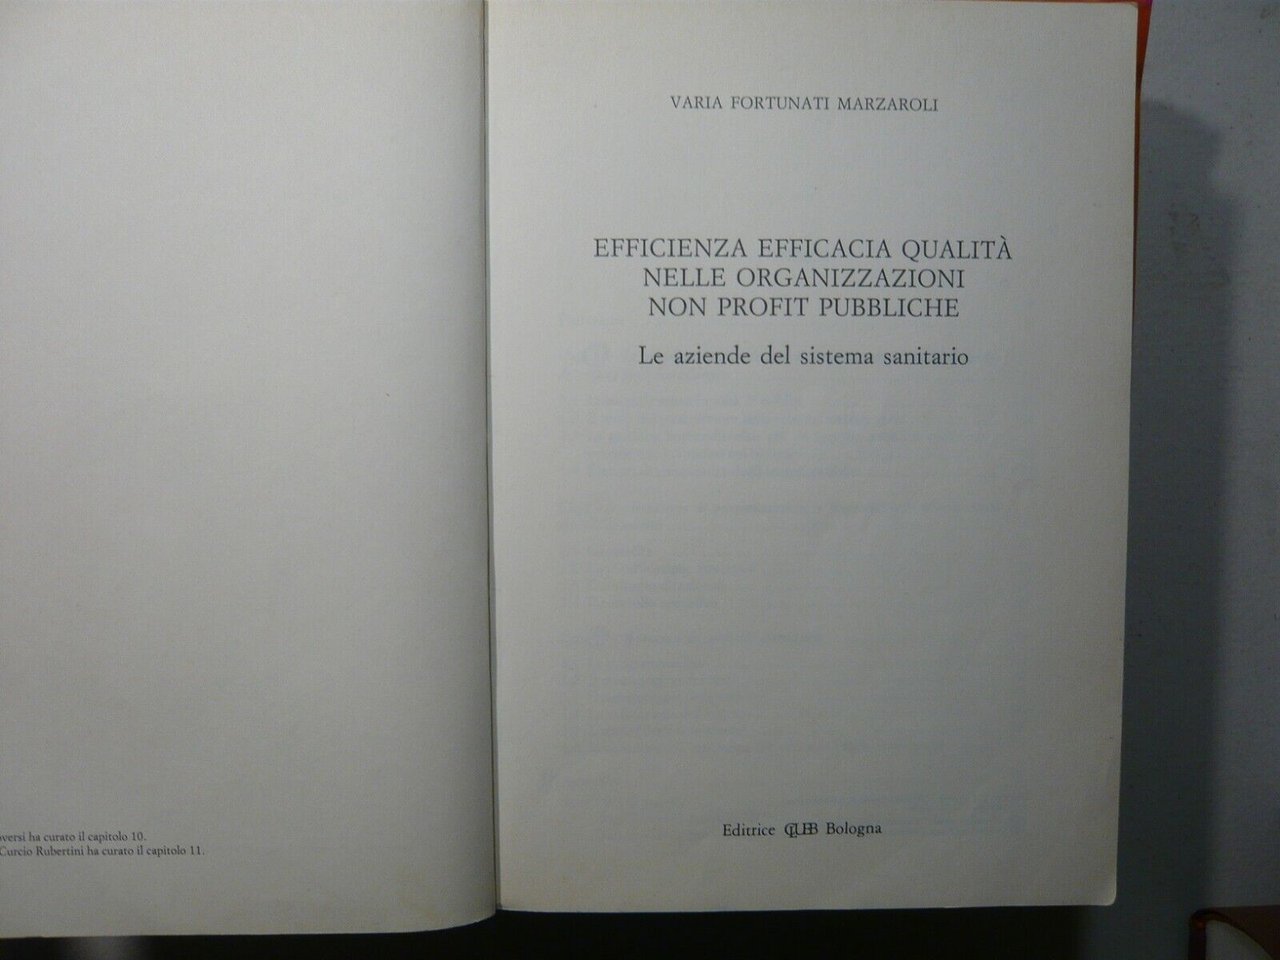 versi ha curato il capitolo 10.
Curcio Rubertini ha curato il capitolo 11.
VARIA FORTUNATI MARZAROLI
EFFICIENZA EFFICACIA QUALITÀ
NELLE ORGANIZZAZIONI
NON PROFIT PUBBLICHE
Le aziende del sistema sanitario
Editrice CLUEB Bologna